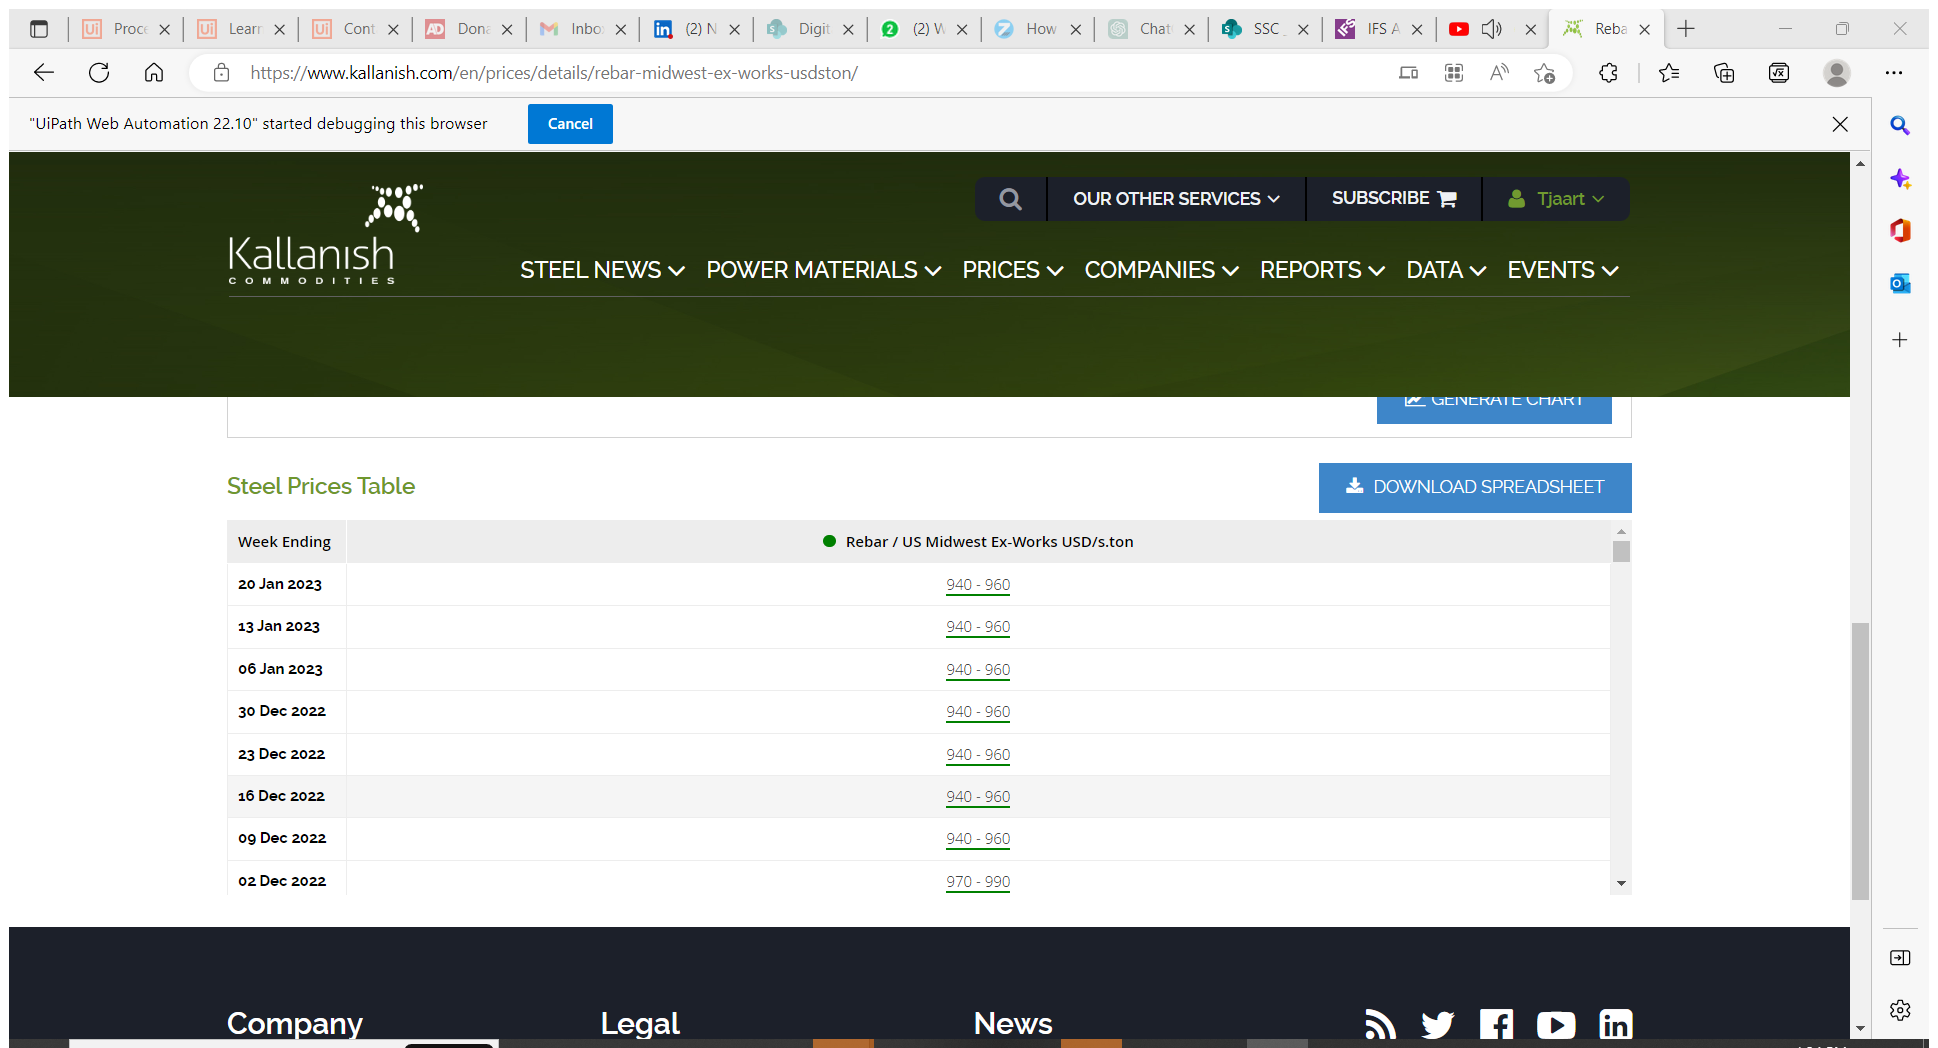 Proce Learn Cont Dona Inbo (2) N Digit (2) W How Chat SSC_ IFS A Reba
https://www.kallanish.com/en/prices/details/rebar-midwest-ex-works-usdston/
"UiPath Web Automation 22.10" started debugging this browser Cancel
OUR OTHER SERVICES SUBSCRIBE Tjaart
Kallanish
COMMODITIES
STEEL NEWS POWER MATERIALS PRICES COMPANIES REPORTS DATA EVENTS
GENERATE CHART
Steel Prices Table DOWNLOAD SPREADSHEET
Week Ending Rebar / US Midwest Ex-Works USD/s.ton
20 Jan 2023 940 - 960
13 Jan 2023 940 - 960
06 Jan 2023 940 - 960
30 Dec 2022 940 - 960
23 Dec 2022 940 - 960
16 Dec 2022 940 - 960
09 Dec 2022 940 - 960
02 Dec 2022 970 - 990
Company Legal News